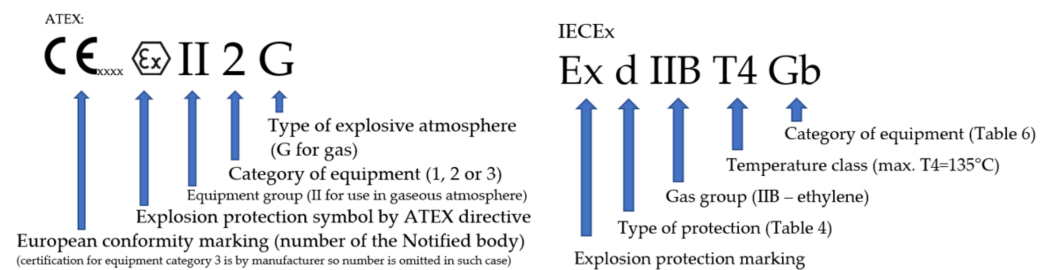 ATEX:
CE xxxx Ex II 2 G
Type of explosive atmosphere
(G for gas)
Category of equipment (1, 2 or 3)
Equipment group (II for use in gaseous atmosphere)
Explosion protection symbol by ATEX directive
European conformity marking (number of the Notified body)
(certification for equipment category 3 is by manufacturer so number is omitted in such case)
IECEx
Ex d IIB T4 Gb
Category of equipment (Table 6)
Temperature class (max. T4=135°C)
Gas group (IIB – ethylene)
Type of protection (Table 4)
Explosion protection marking